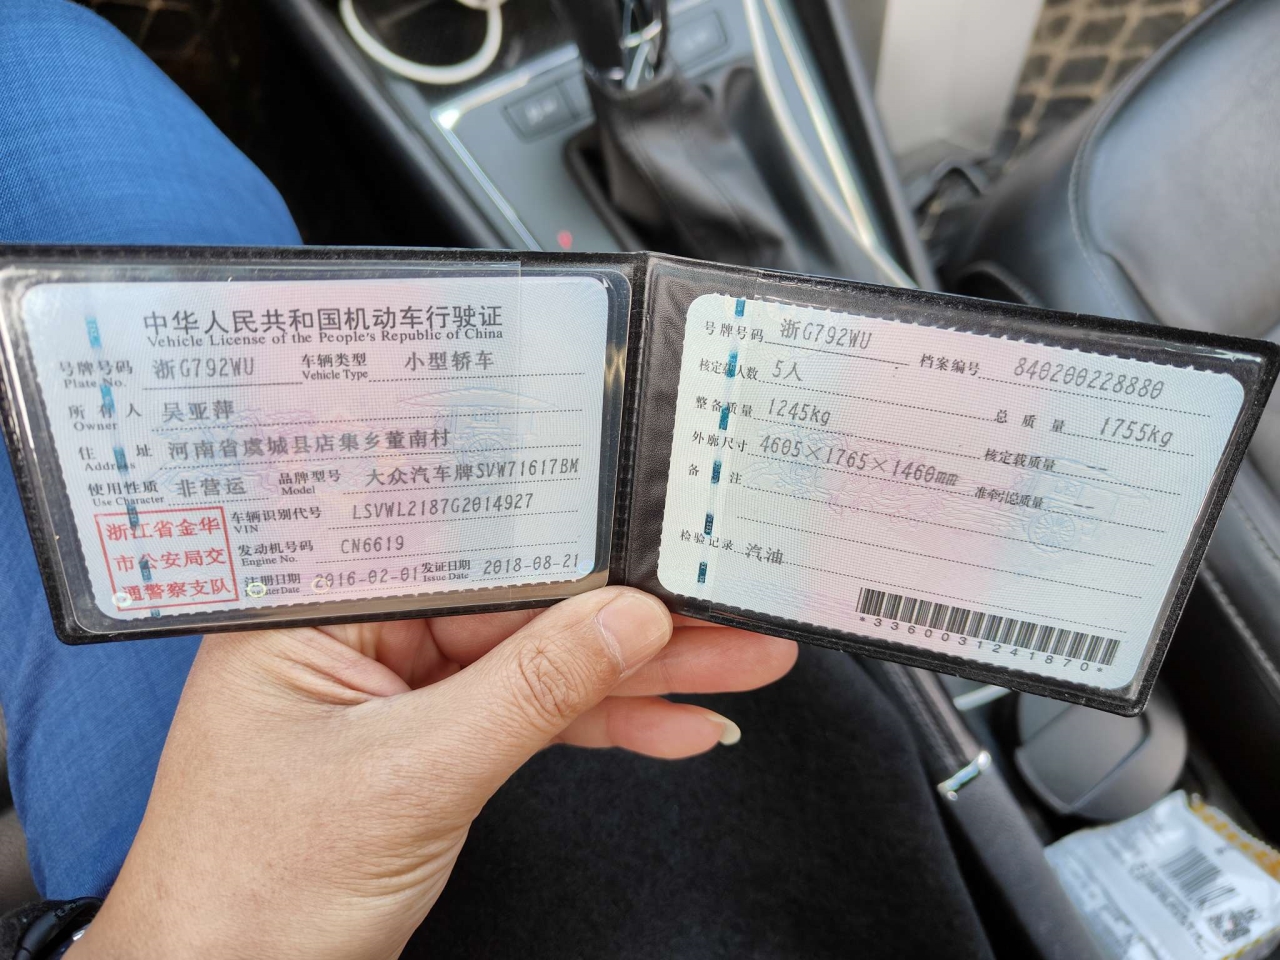 中华人民共和国机动车行驶证
Vehicle License of the People's Republic of China
号牌号码 浙G792WU 车辆类型 小型轿车
Plate No. Vehicle Type
所有人 吴亚萍
Owner
住址 河南省虞城县店集乡董南村
Address
使用性质 非营运 品牌型号 大众汽车牌SVW71617BM
Use Character Model
浙江省金华
市公安局交
通警察支队
车辆识别代号 LSVWL2187G2014927
VIN
发动机号码 CN6619
Engine No.
注册日期 2016-02-01 发证日期 2018-08-21
Register Date Issue Date
号牌号码 浙G792WU 档案编号 840200228880
核定载人数 5人 总质量 1755kg
整备质量 1245kg 核定载质量 --
外廓尺寸 4605×1765×1460mm 准牵引总质量 --
备注
检验记录 汽油
*3360031241870*